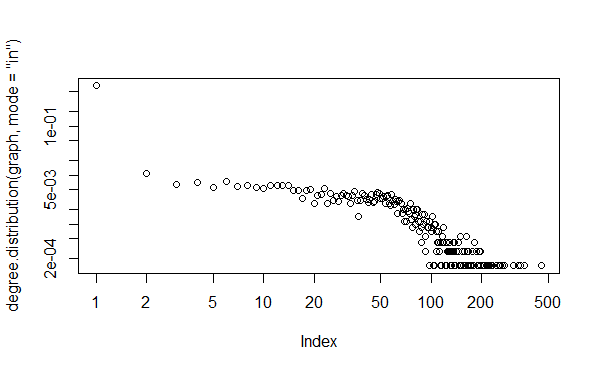 degree.distribution(graph, mode = "in")
1e-01
5e-03
2e-04
1 2 5 10 20 50 100 200 500
Index